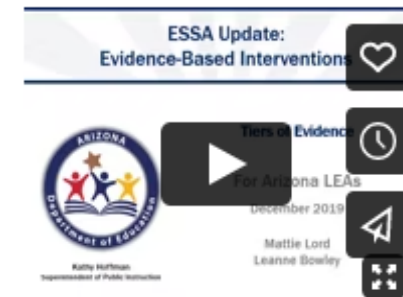 ESSA Update:
Evidence-Based Interventions
Tiers of Evidence
For Arizona LEAs
December 2019
Mattie Lord
Leanne Bowley
ARIZONA
Department of Education
Kathy Hoffman
Superintendent of Public Instruction